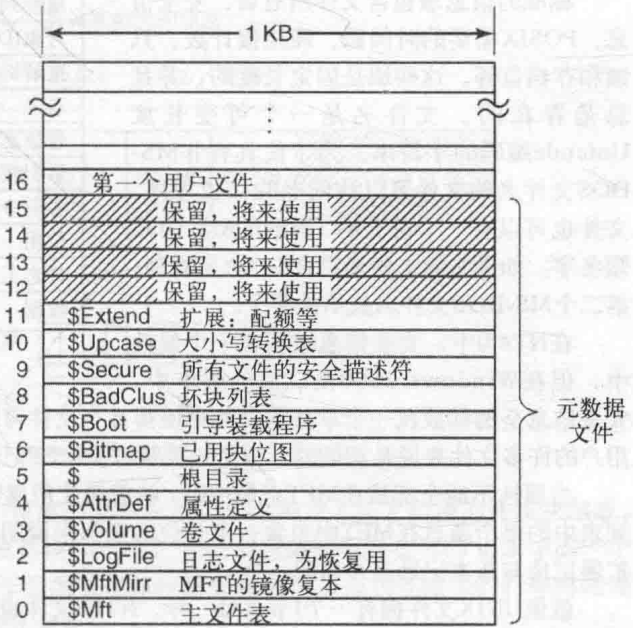 1 KB
16 第一个用户文件
15 保留,将来使用
14 保留,将来使用
13 保留,将来使用
12 保留,将来使用
11 $Extend 扩展:配额等
10 $Upcase 大小写转换表
9 $Secure 所有文件的安全描述符
8 $BadClus 坏块列表
7 $Boot 引导装载程序
6 $Bitmap 已用块位图
5 $ 根目录
4 $AttrDef 属性定义
3 $Volume 卷文件
2 $LogFile 日志文件,为恢复用
1 $MftMirr MFT的镜像复本
0 $Mft 主文件表
元数据
文件